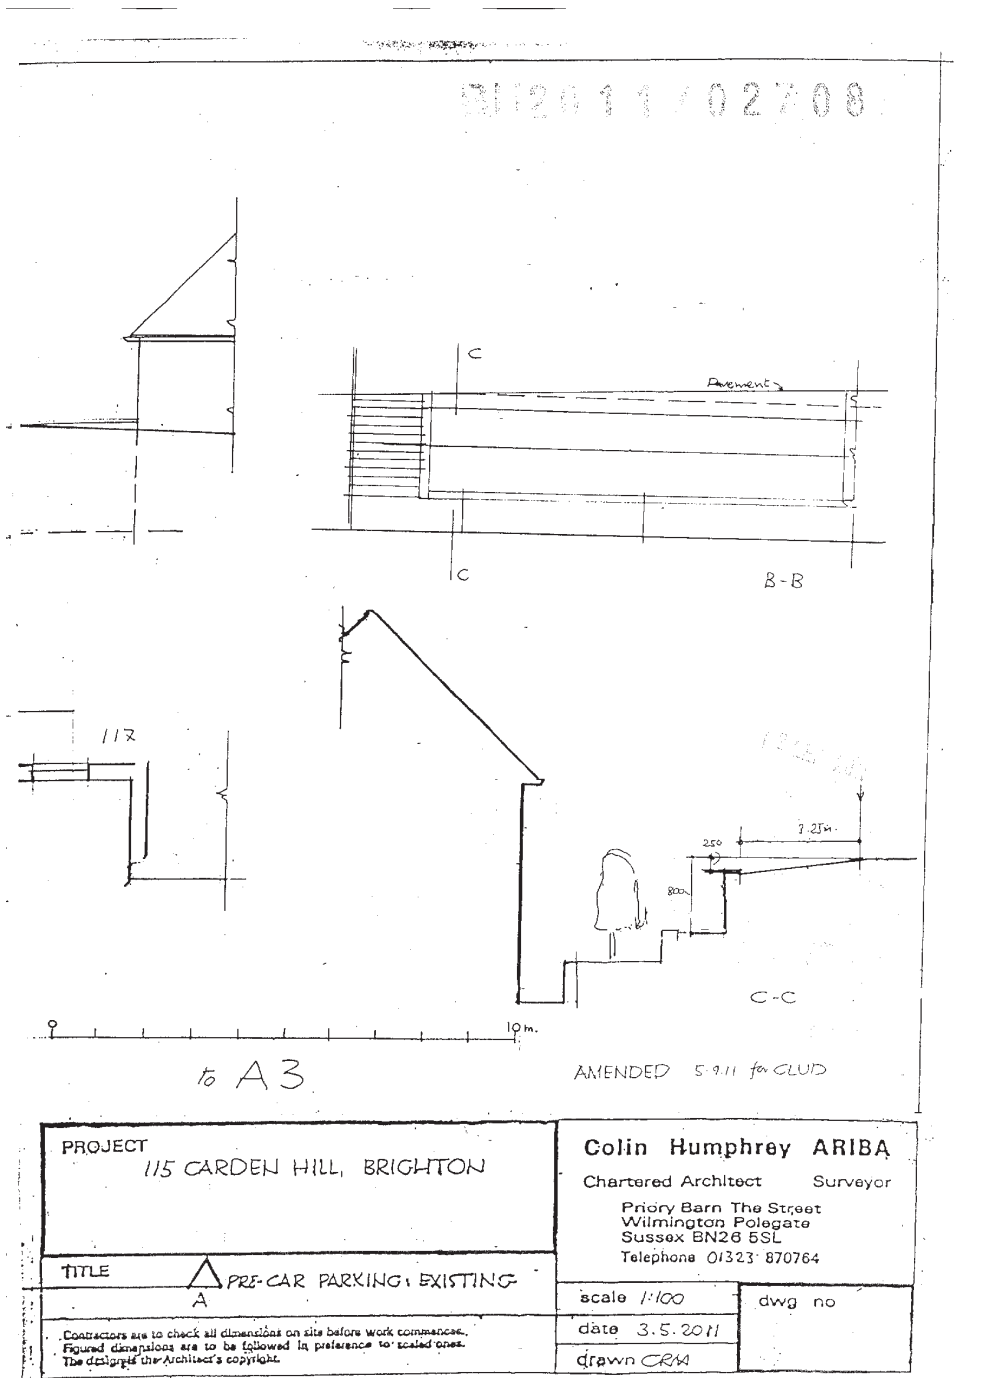 BH2011/02708
C
Pavement
C
B-B
117
3.25m.
250
800
C-C
0
10m.
to A3
AMENDED 5.9.11 for CLUD
PROJECT
115 CARDEN HILL, BRIGHTON
TITLE
PRE-CAR PARKING: EXISTING
A
Contractors are to check all dimensions on site before work commences.
Figured dimensions are to be followed in preference to scaled ones.
The design is the Architect's copyright.
Colin Humphrey ARIBA
Chartered Architect Surveyor
Priory Barn The Street
Wilmington Polegate
Sussex BN26 5SL
Telephone 01323 870764
scale 1:100
date 3.5.2011
drawn CRH
dwg no